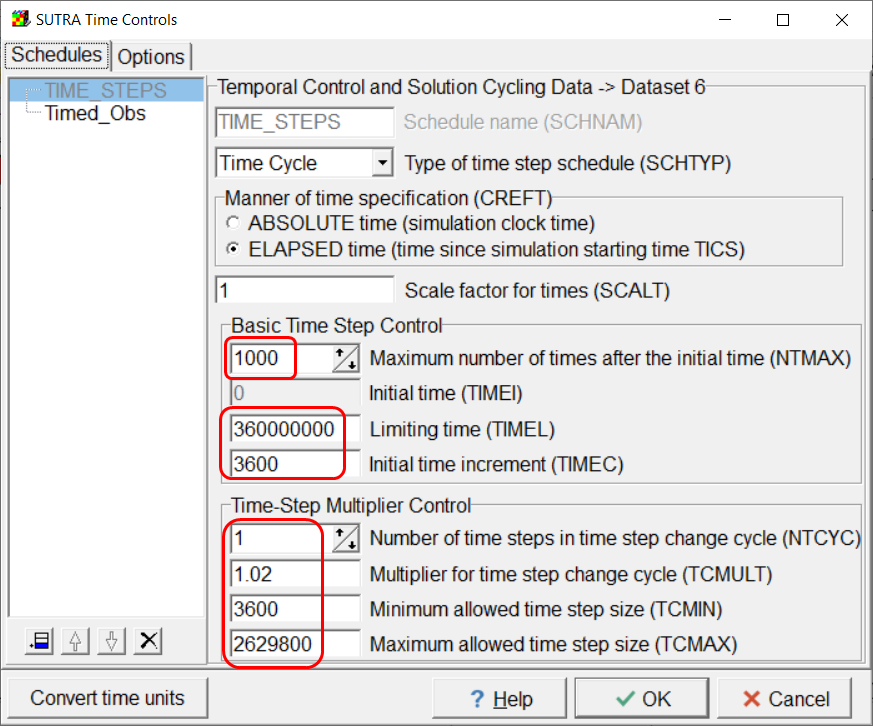 SUTRA Time Controls
Schedules Options
TIME_STEPS
Timed_Obs
Temporal Control and Solution Cycling Data -> Dataset 6
TIME_STEPS Schedule name (SCHNAM)
Time Cycle Type of time step schedule (SCHTYP)
Manner of time specification (CREFT)
ABSOLUTE time (simulation clock time)
ELAPSED time (time since simulation starting time TICS)
1 Scale factor for times (SCALT)
Basic Time Step Control
1000 Maximum number of times after the initial time (NTMAX)
0 Initial time (TIMEI)
360000000 Limiting time (TIMEL)
3600 Initial time increment (TIMEC)
Time-Step Multiplier Control
1 Number of time steps in time step change cycle (NTCYC)
1.02 Multiplier for time step change cycle (TCMULT)
3600 Minimum allowed time step size (TCMIN)
2629800 Maximum allowed time step size (TCMAX)
Convert time units ? Help OK Cancel